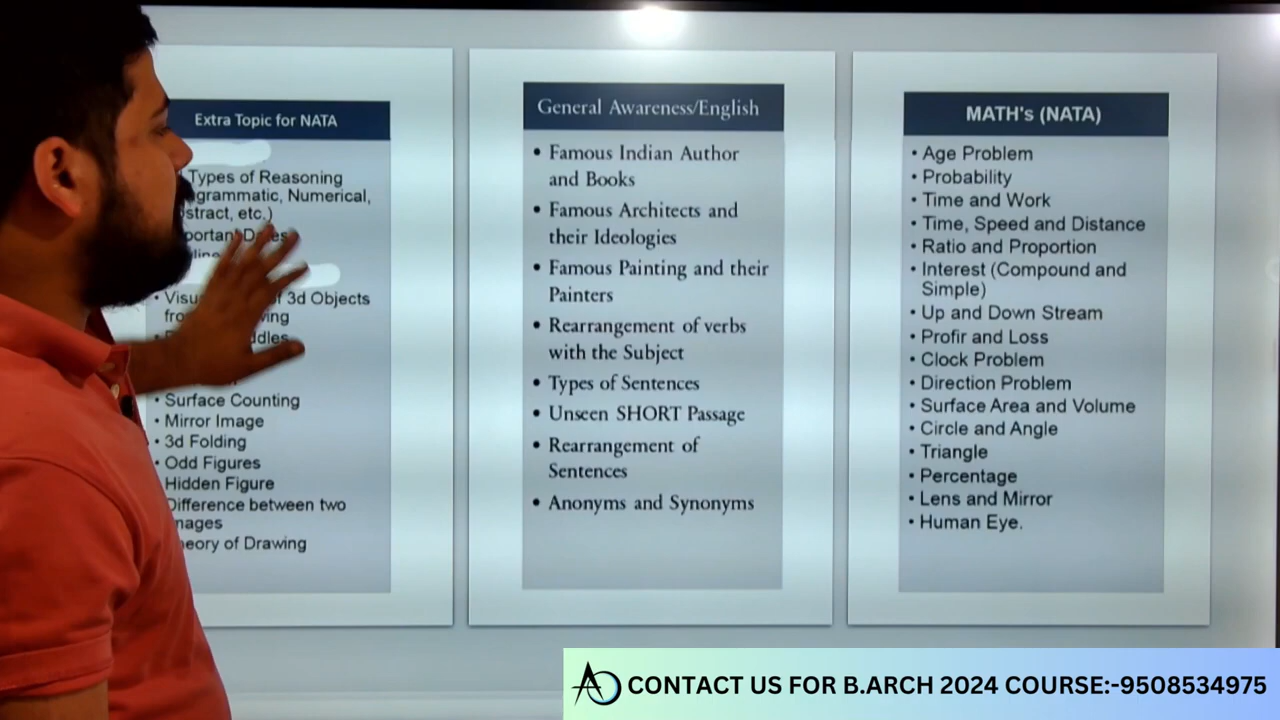 Extra Topic for NATA
Types of Reasoning
Numerical,
etc.)
3d Objects
• Surface Counting
• Mirror Image
• 3d Folding
• Odd Figures
Hidden Figure
Difference between two
of Drawing
General Awareness/English
• Famous Indian Author
and Books
• Famous Architects and
their Ideologies
• Famous Painting and their
Painters
• Rearrangement of verbs
with the Subject
• Types of Sentences
• Unseen SHORT Passage
• Rearrangement of
Sentences
• Anonyms and Synonyms
MATH's (NATA)
• Age Problem
• Probability
• Time and Work
• Time, Speed and Distance
• Ratio and Proportion
• Interest (Compound and
Simple)
• Up and Down Stream
• Profir and Loss
• Clock Problem
• Direction Problem
• Surface Area and Volume
• Circle and Angle
• Triangle
• Percentage
• Lens and Mirror
• Human Eye.
CONTACT US FOR B.ARCH 2024 COURSE:-9508534975